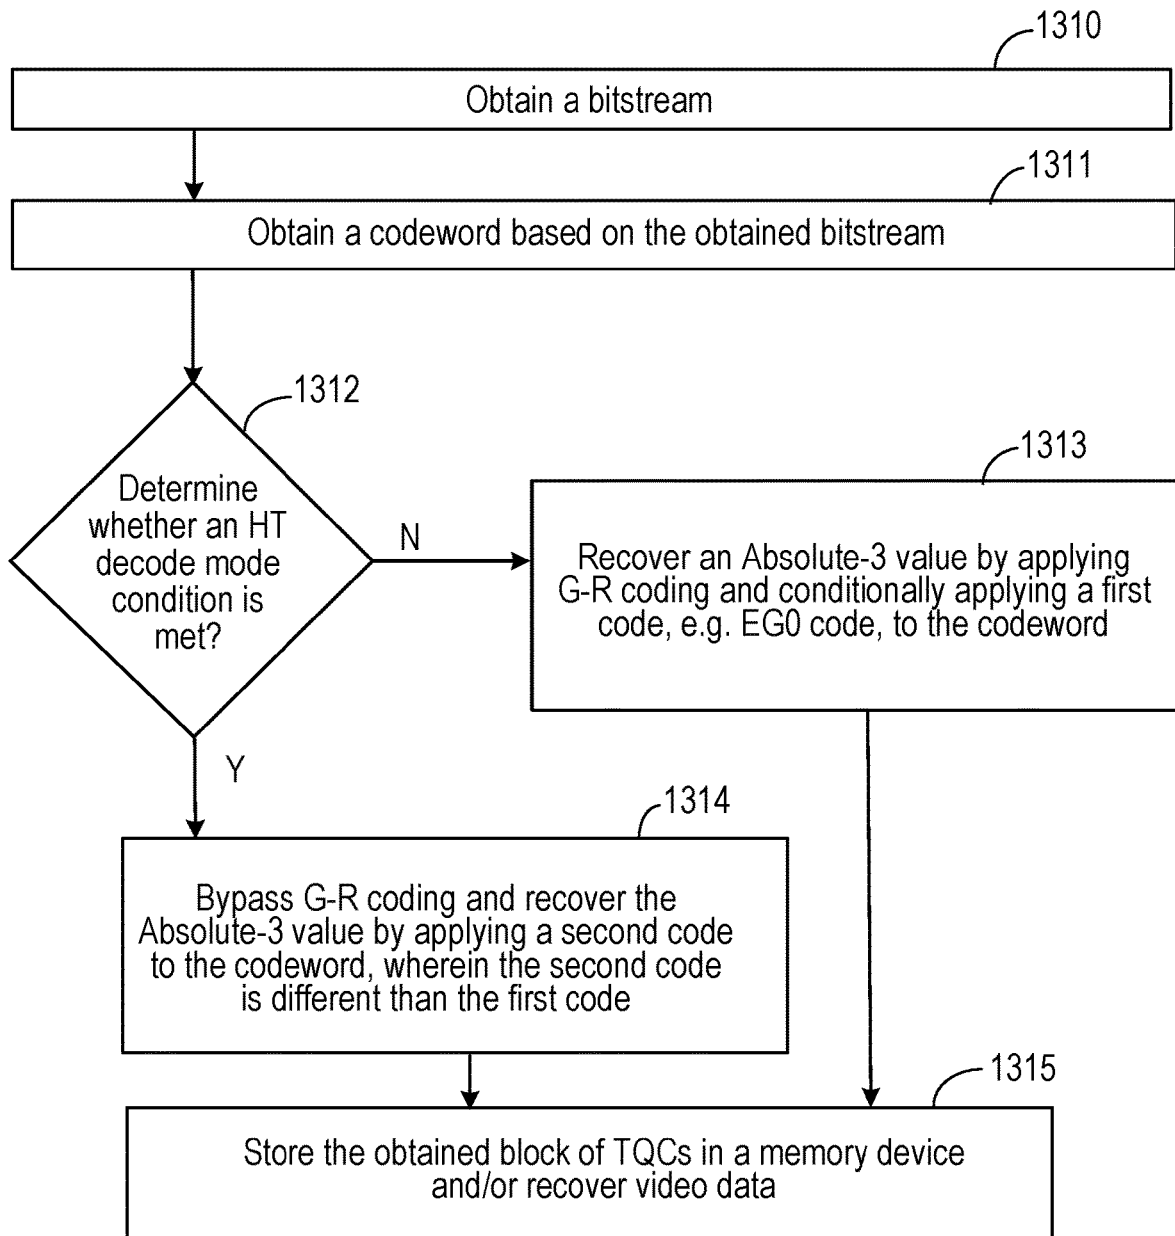 1310
Obtain a bitstream
1311
Obtain a codeword based on the obtained bitstream
1312
Determine
whether an HT
decode mode
condition is
met?
N
1313
Recover an Absolute-3 value by applying
G-R coding and conditionally applying a first
code, e.g. EG0 code, to the codeword
Y
1314
Bypass G-R coding and recover the
Absolute-3 value by applying a second code
to the codeword, wherein the second code
is different than the first code
1315
Store the obtained block of TQCs in a memory device
and/or recover video data